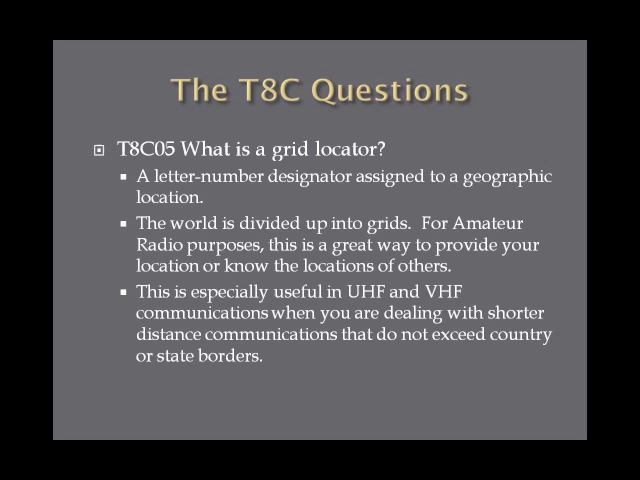 The T8C Questions
T8C05 What is a grid locator?
A letter-number designator assigned to a geographic
location.
The world is divided up into grids.  For Amateur
Radio purposes, this is a great way to provide your
location or know the locations of others.
This is especially useful in UHF and VHF
communications when you are dealing with shorter
distance communications that do not exceed country
or state borders.